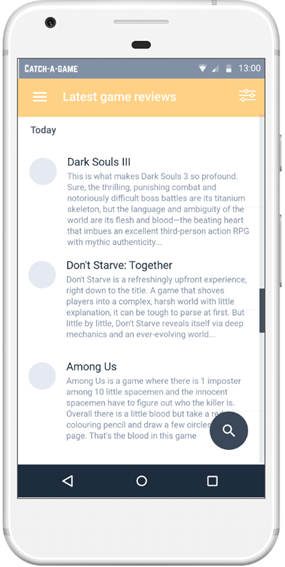 CATCH-A-GAME 13:00
Latest game reviews
Today
Dark Souls III
This is what makes Dark Souls 3 so profound.
Sure, the thrilling, punishing combat and
notoriously difficult boss battles are its titanium
skeleton, but the language and ambiguity of the
world are its flesh and blood—the beating heart
that imbues an excellent third-person action RPG
with mythic authenticity...
Don't Starve: Together
Don't Starve is a refreshingly upfront experience,
right down to the title. A game that shoves
players into a complex, harsh world with little
explanation, it can be tough to parse at first. But
little by little, Don't Starve reveals itself via deep
mechanics and an ever-evolving world...
Among Us
Among Us is a game where there is 1 imposter
among 10 little spacemen and the innocent
spacemen have to figure out who the killer is.
Overall there is a little blood but take a red
colouring pencil and draw a few circles
page. That's the blood in this game